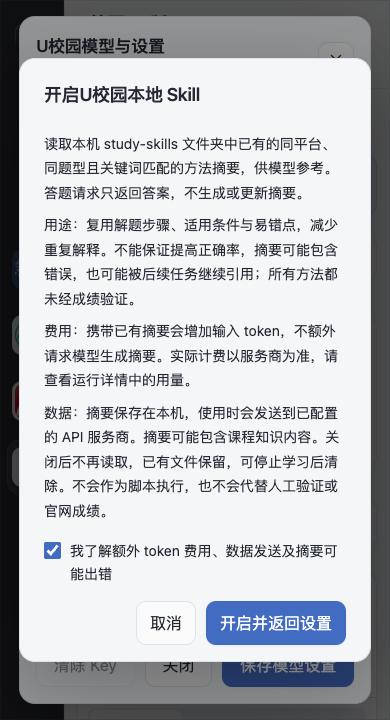 U校园模型与设置
开启U校园本地 Skill
读取本机 study-skills 文件夹中已有的同平台、
同题型且关键词匹配的方法摘要，供模型参考。
答题请求只返回答案，不生成或更新摘要。
用途：复用解题步骤、适用条件与易错点，减少
重复解释。不能保证提高正确率，摘要可能包含
错误，也可能被后续任务继续引用；所有方法都
未经成绩验证。
费用：携带已有摘要会增加输入 token，不额外
请求模型生成摘要。实际计费以服务商为准，请
查看运行详情中的用量。
数据：摘要保存在本机，使用时会发送到已配置
的 API 服务商。摘要可能包含课程知识内容。关
闭后不再读取，已有文件保留，可停止学习后清
除。不会作为脚本执行，也不会代替人工验证或
官网成绩。
我了解额外 token 费用、数据发送及摘要可
能出错
取消 开启并返回设置
清除 Key 关闭 保存模型设置